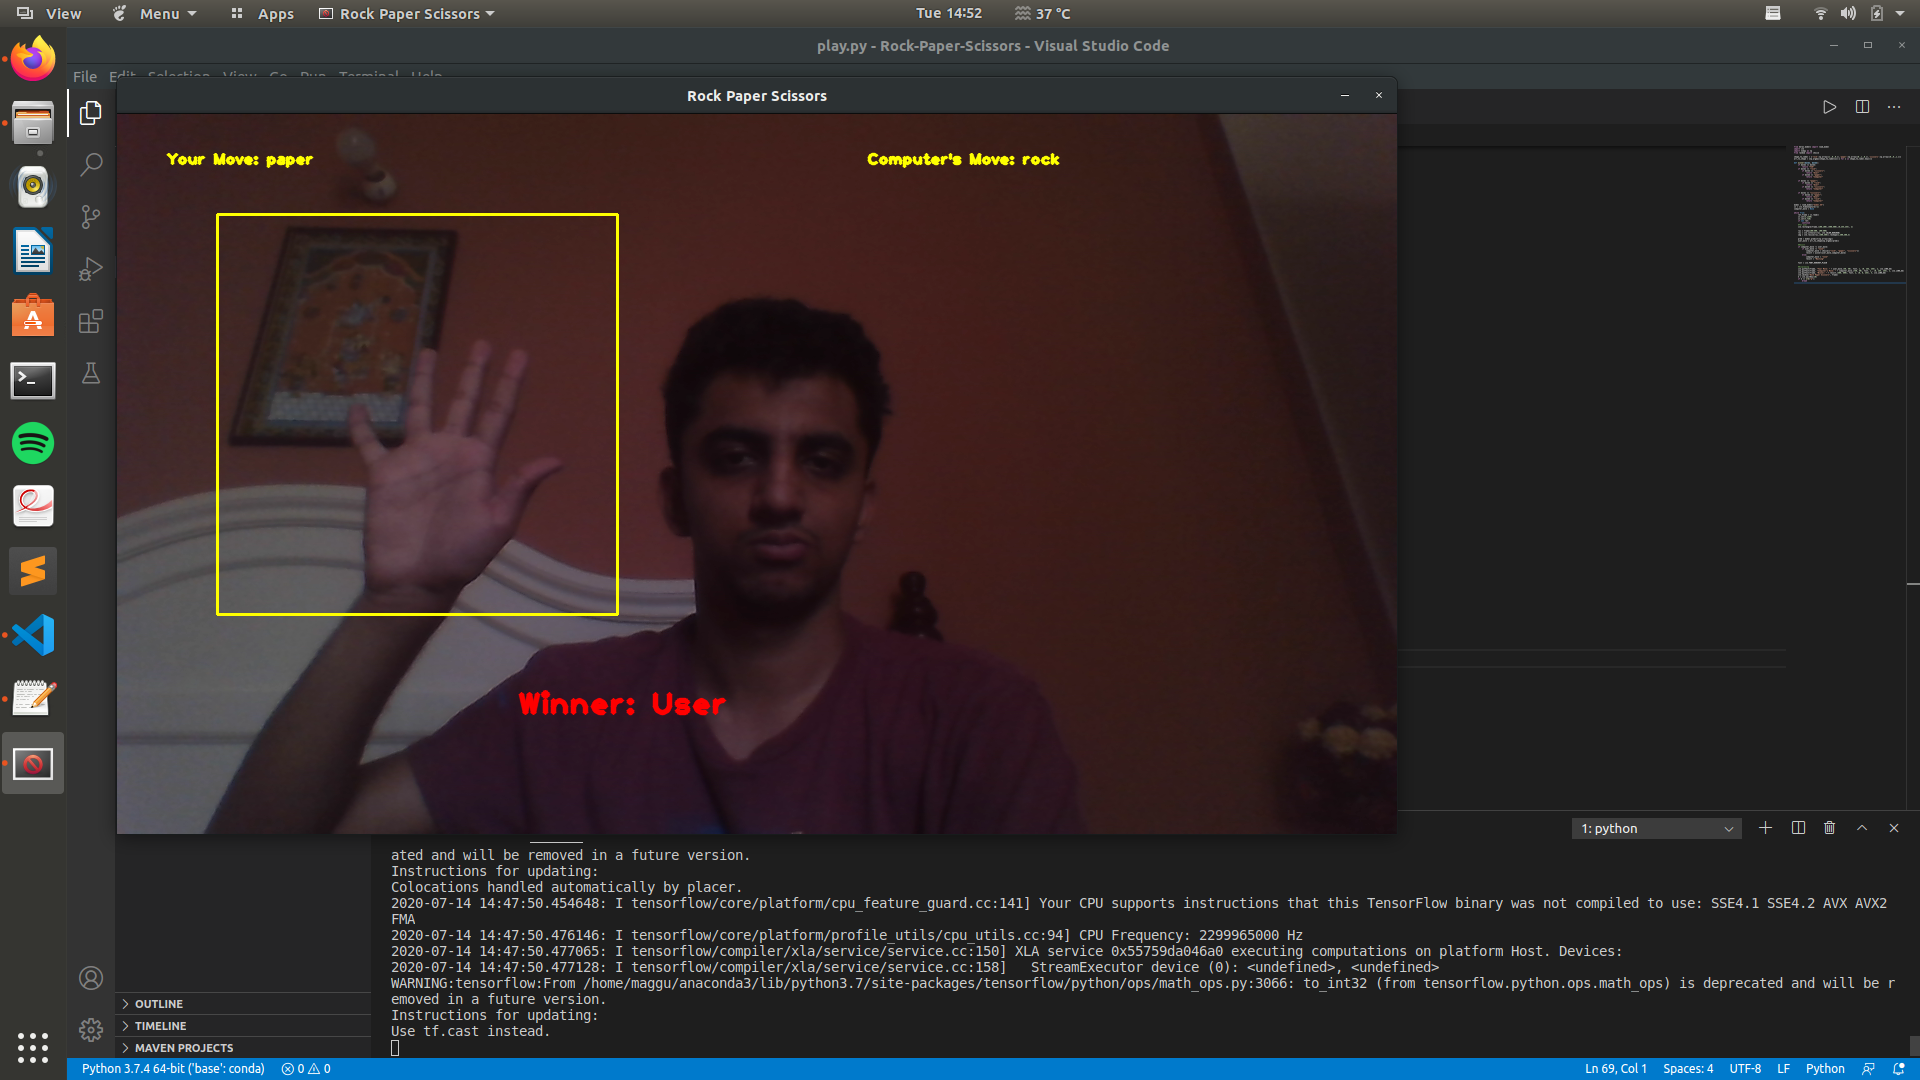 View
Menu
Apps
Rock Paper Scissors
Tue 14:52
37 °C
play.py - Rock-Paper-Scissors - Visual Studio Code
File Edit Selection View Go Run Terminal Help
Rock Paper Scissors
Your Move: paper
Computer's Move: rock
Winner: User
1: python
ated and will be removed in a future version.
Instructions for updating:
Colocations handled automatically by placer.
2020-07-14 14:47:50.454648: I tensorflow/core/platform/cpu_feature_guard.cc:141] Your CPU supports instructions that this TensorFlow binary was not compiled to use: SSE4.1 SSE4.2 AVX AVX2
FMA
2020-07-14 14:47:50.476146: I tensorflow/core/platform/profile_utils/cpu_utils.cc:94] CPU Frequency: 2299965000 Hz
2020-07-14 14:47:50.477065: I tensorflow/compiler/xla/service/service.cc:150] XLA service 0x55759da046a0 executing computations on platform Host. Devices:
2020-07-14 14:47:50.477128: I tensorflow/compiler/xla/service/service.cc:158]   StreamExecutor device (0): <undefined>, <undefined>
WARNING:tensorflow:From /home/maggu/anaconda3/lib/python3.7/site-packages/tensorflow/python/ops/math_ops.py:3066: to_int32 (from tensorflow.python.ops.math_ops) is deprecated and will be r
emoved in a future version.
Instructions for updating:
Use tf.cast instead.
OUTLINE
TIMELINE
MAVEN PROJECTS
Python 3.7.4 64-bit ('base': conda)
0
0
Ln 69, Col 1
Spaces: 4
UTF-8
LF
Python